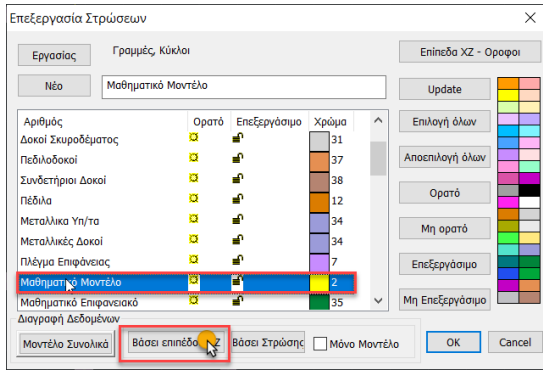 Επεξεργασία Στρώσεων
Εργασίας Γραμμές, Κύκλοι Επίπεδα XZ - Οροφοι
Νέο Μαθηματικό Μοντέλο Update
Αριθμός Ορατό Επεξεργάσιμο Χρώμα Επιλογή όλων
Δοκοί Σκυροδέματος 31
Πεδιλοδοκοί 37 Αποεπιλογή όλων
Συνδετήριοι Δοκοί 38
Πέδιλα 12 Ορατό
Μεταλλικα Υπ/τα 34
Μεταλλικές Δοκοί 34 Μη ορατό
Πλέγμα Επιφάνειας 7 Επεξεργάσιμο
Μαθηματικό Μοντέλο 2
Μαθηματικό Επιφανειακό 35 Μη Επεξεργάσιμο
Διαγραφή Δεδομένων
Μοντέλο Συνολικά Βάσει επιπέδο Z Βάσει Στρώσης Μόνο Μοντέλο OK Cancel